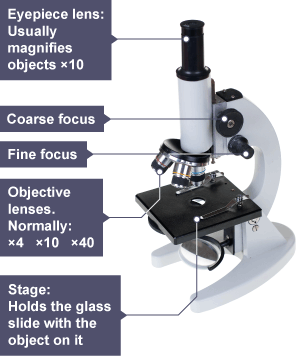 Eyepiece lens:
Usually
magnifies
objects ×10
Coarse focus
Fine focus
Objective
lenses.
Normally:
×4 ×10 ×40
Stage:
Holds the glass
slide with the
object on it